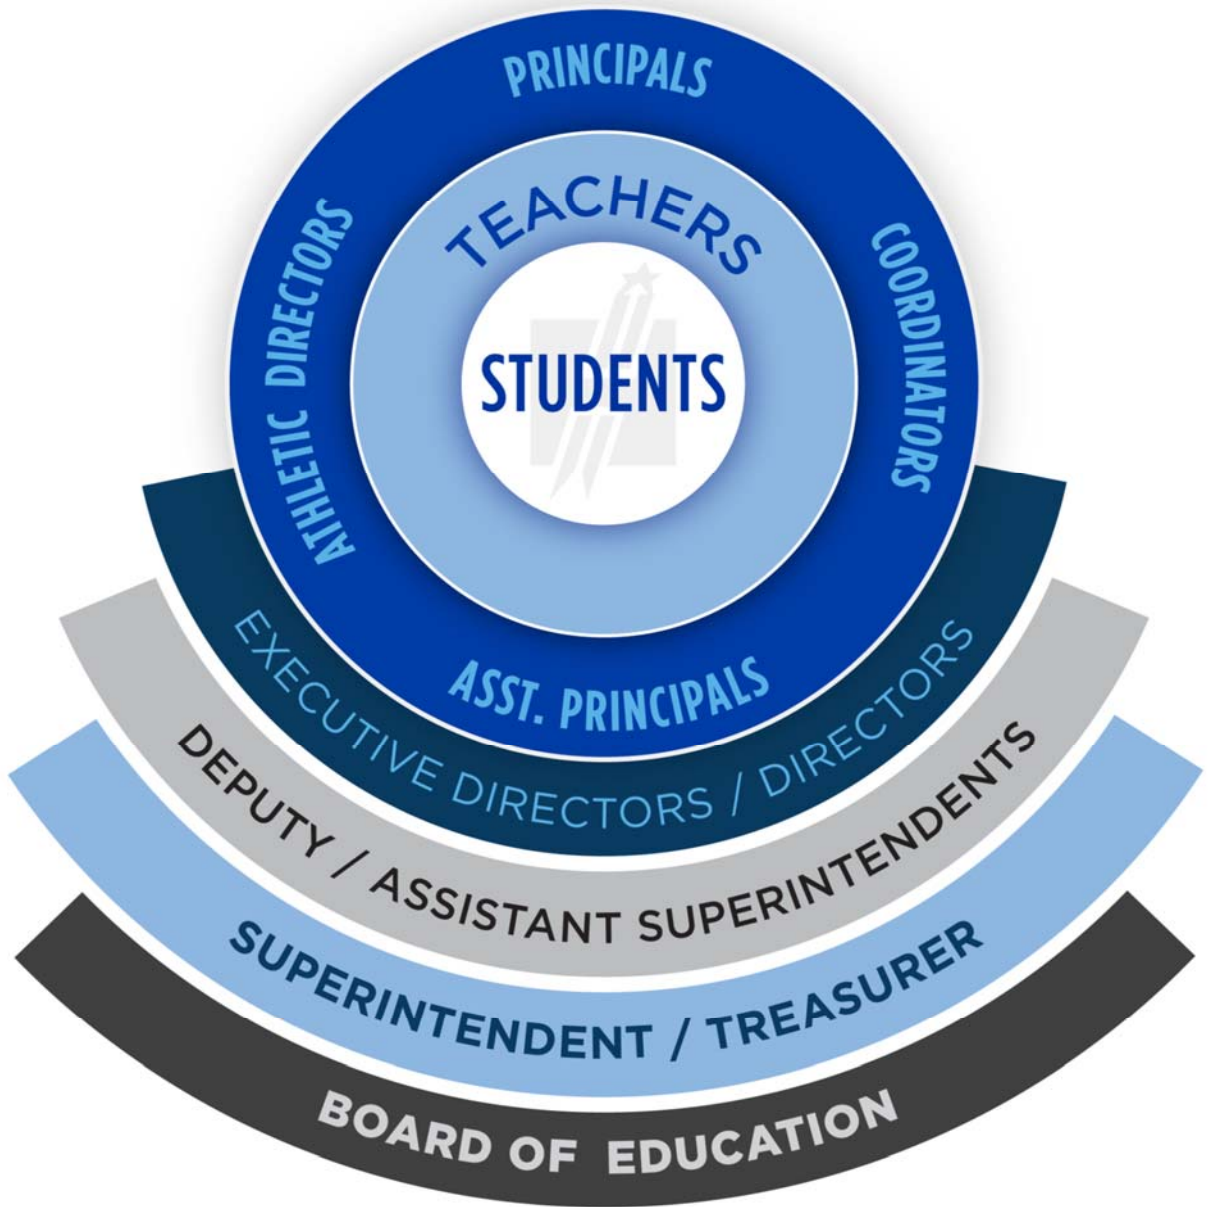 PRINCIPALS
TEACHERS
ATHLETIC DIRECTORS
COORDINATORS
STUDENTS
ASST. PRINCIPALS
EXECUTIVE DIRECTORS / DIRECTORS
DEPUTY / ASSISTANT SUPERINTENDENTS
SUPERINTENDENT / TREASURER
BOARD OF EDUCATION